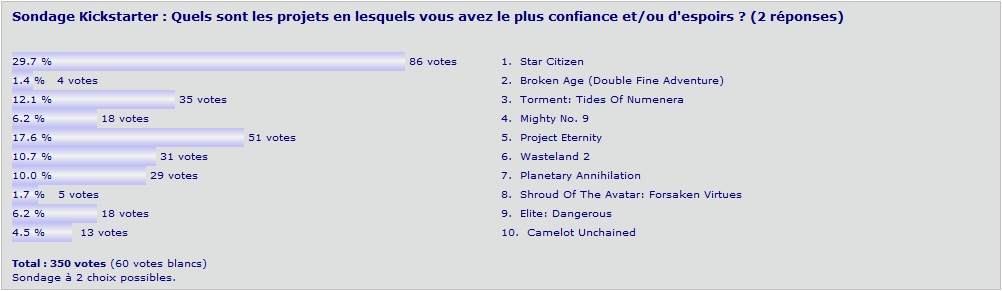 Sondage Kickstarter : Quels sont les projets en lesquels vous avez le plus confiance et/ou d'espoirs ? (2 réponses)
29.7 % 86 votes 1. Star Citizen
1.4 % 4 votes 2. Broken Age (Double Fine Adventure)
12.1 % 35 votes 3. Torment: Tides Of Numenera
6.2 % 18 votes 4. Mighty No. 9
17.6 % 51 votes 5. Project Eternity
10.7 % 31 votes 6. Wasteland 2
10.0 % 29 votes 7. Planetary Annihilation
1.7 % 5 votes 8. Shroud Of The Avatar: Forsaken Virtues
6.2 % 18 votes 9. Elite: Dangerous
4.5 % 13 votes 10. Camelot Unchained
Total : 350 votes (60 votes blancs)
Sondage à 2 choix possibles.